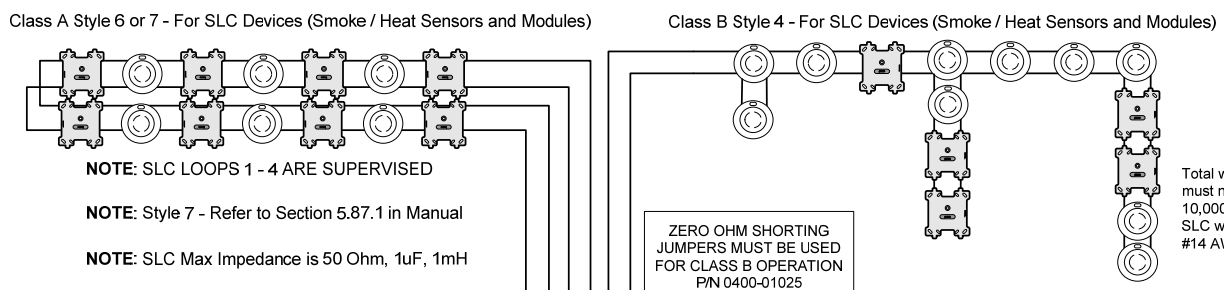 Class A Style 6 or 7 - For SLC Devices (Smoke / Heat Sensors and Modules)
NOTE: SLC LOOPS 1 - 4 ARE SUPERVISED
NOTE: Style 7 - Refer to Section 5.87.1 in Manual
NOTE: SLC Max Impedance is 50 Ohm, 1uF, 1mH
Class B Style 4 - For SLC Devices (Smoke / Heat Sensors and Modules)
ZERO OHM SHORTING
JUMPERS MUST BE USED
FOR CLASS B OPERATION
P/N 0400-01025
Total
must
10,000
SLC
#14